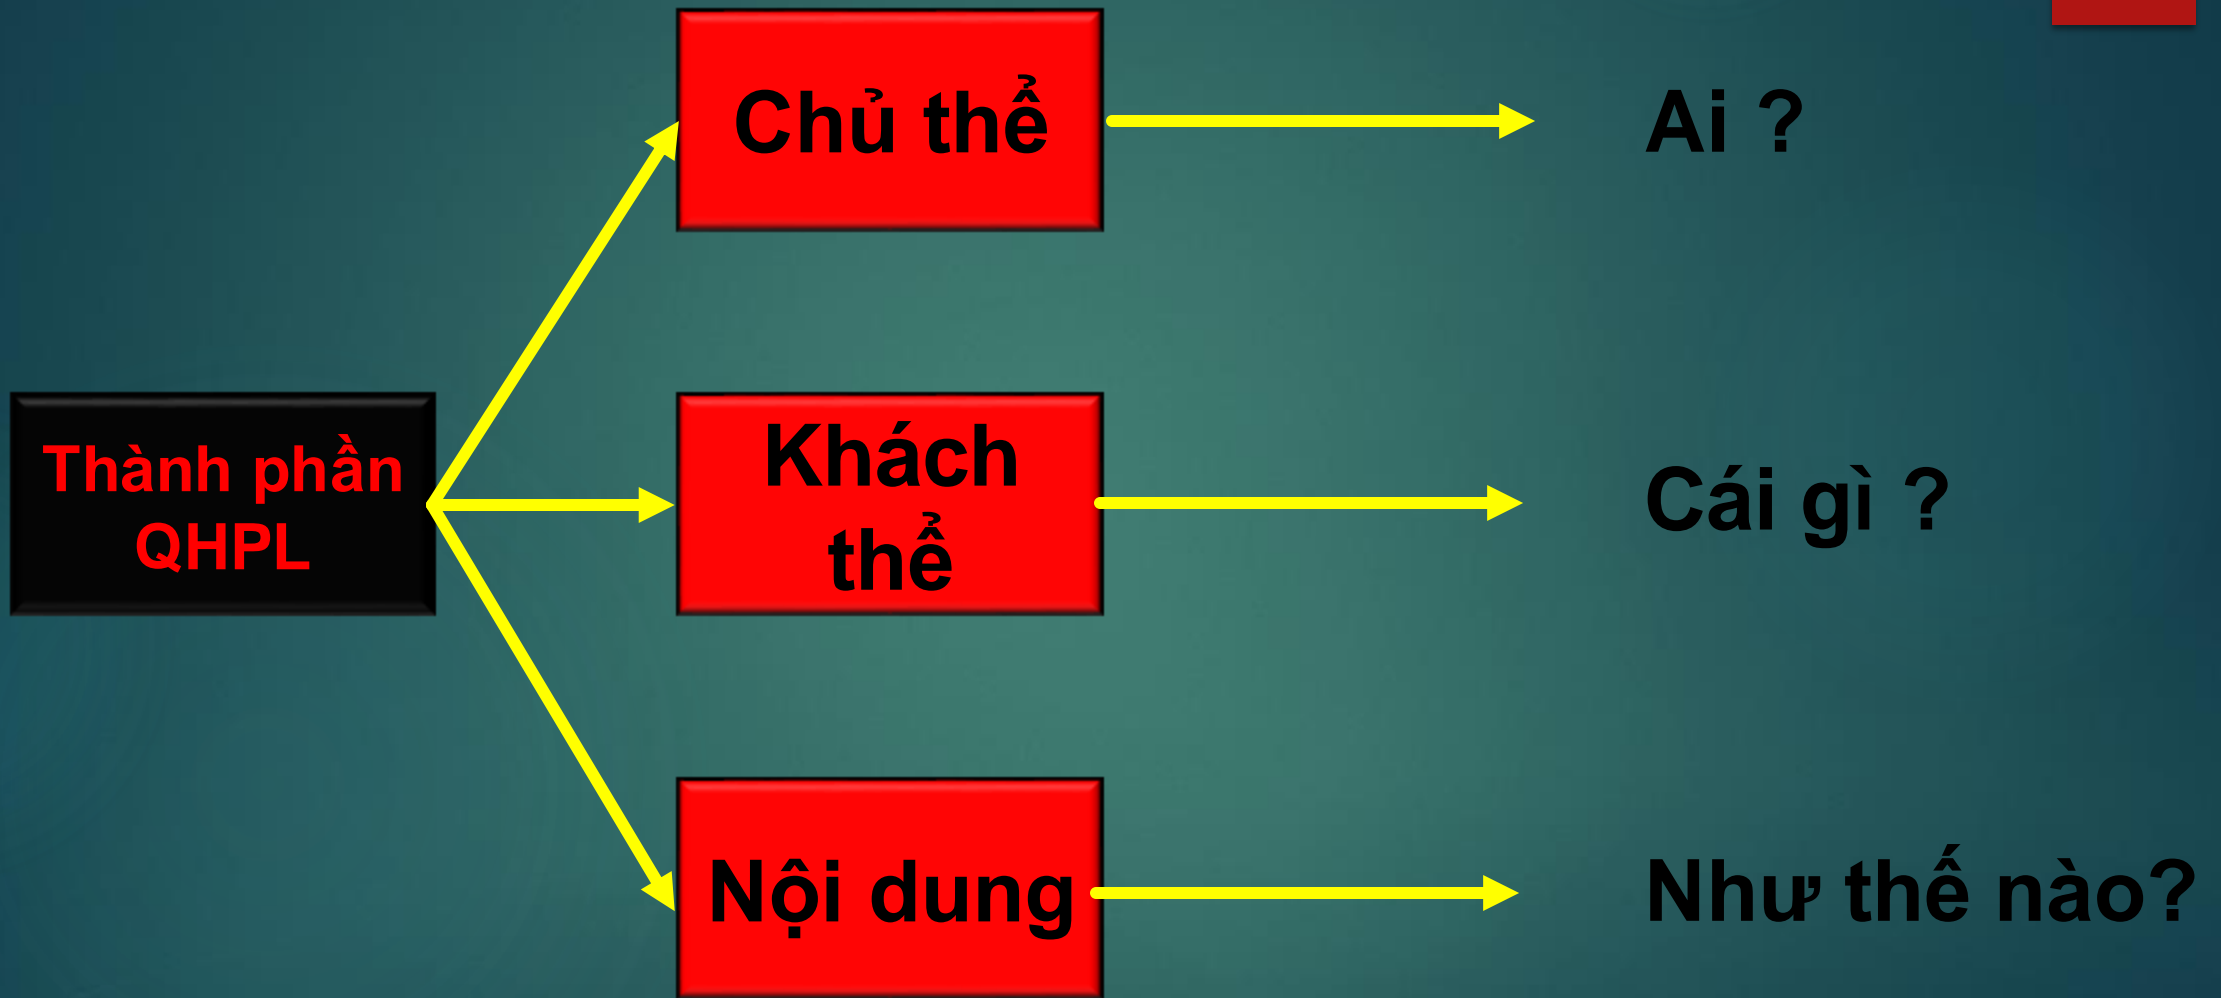 Chủ thể
Ai ?
Thành phần
QHPL
Khách
thể
Cái gì ?
Nội dung
Như thế nào?